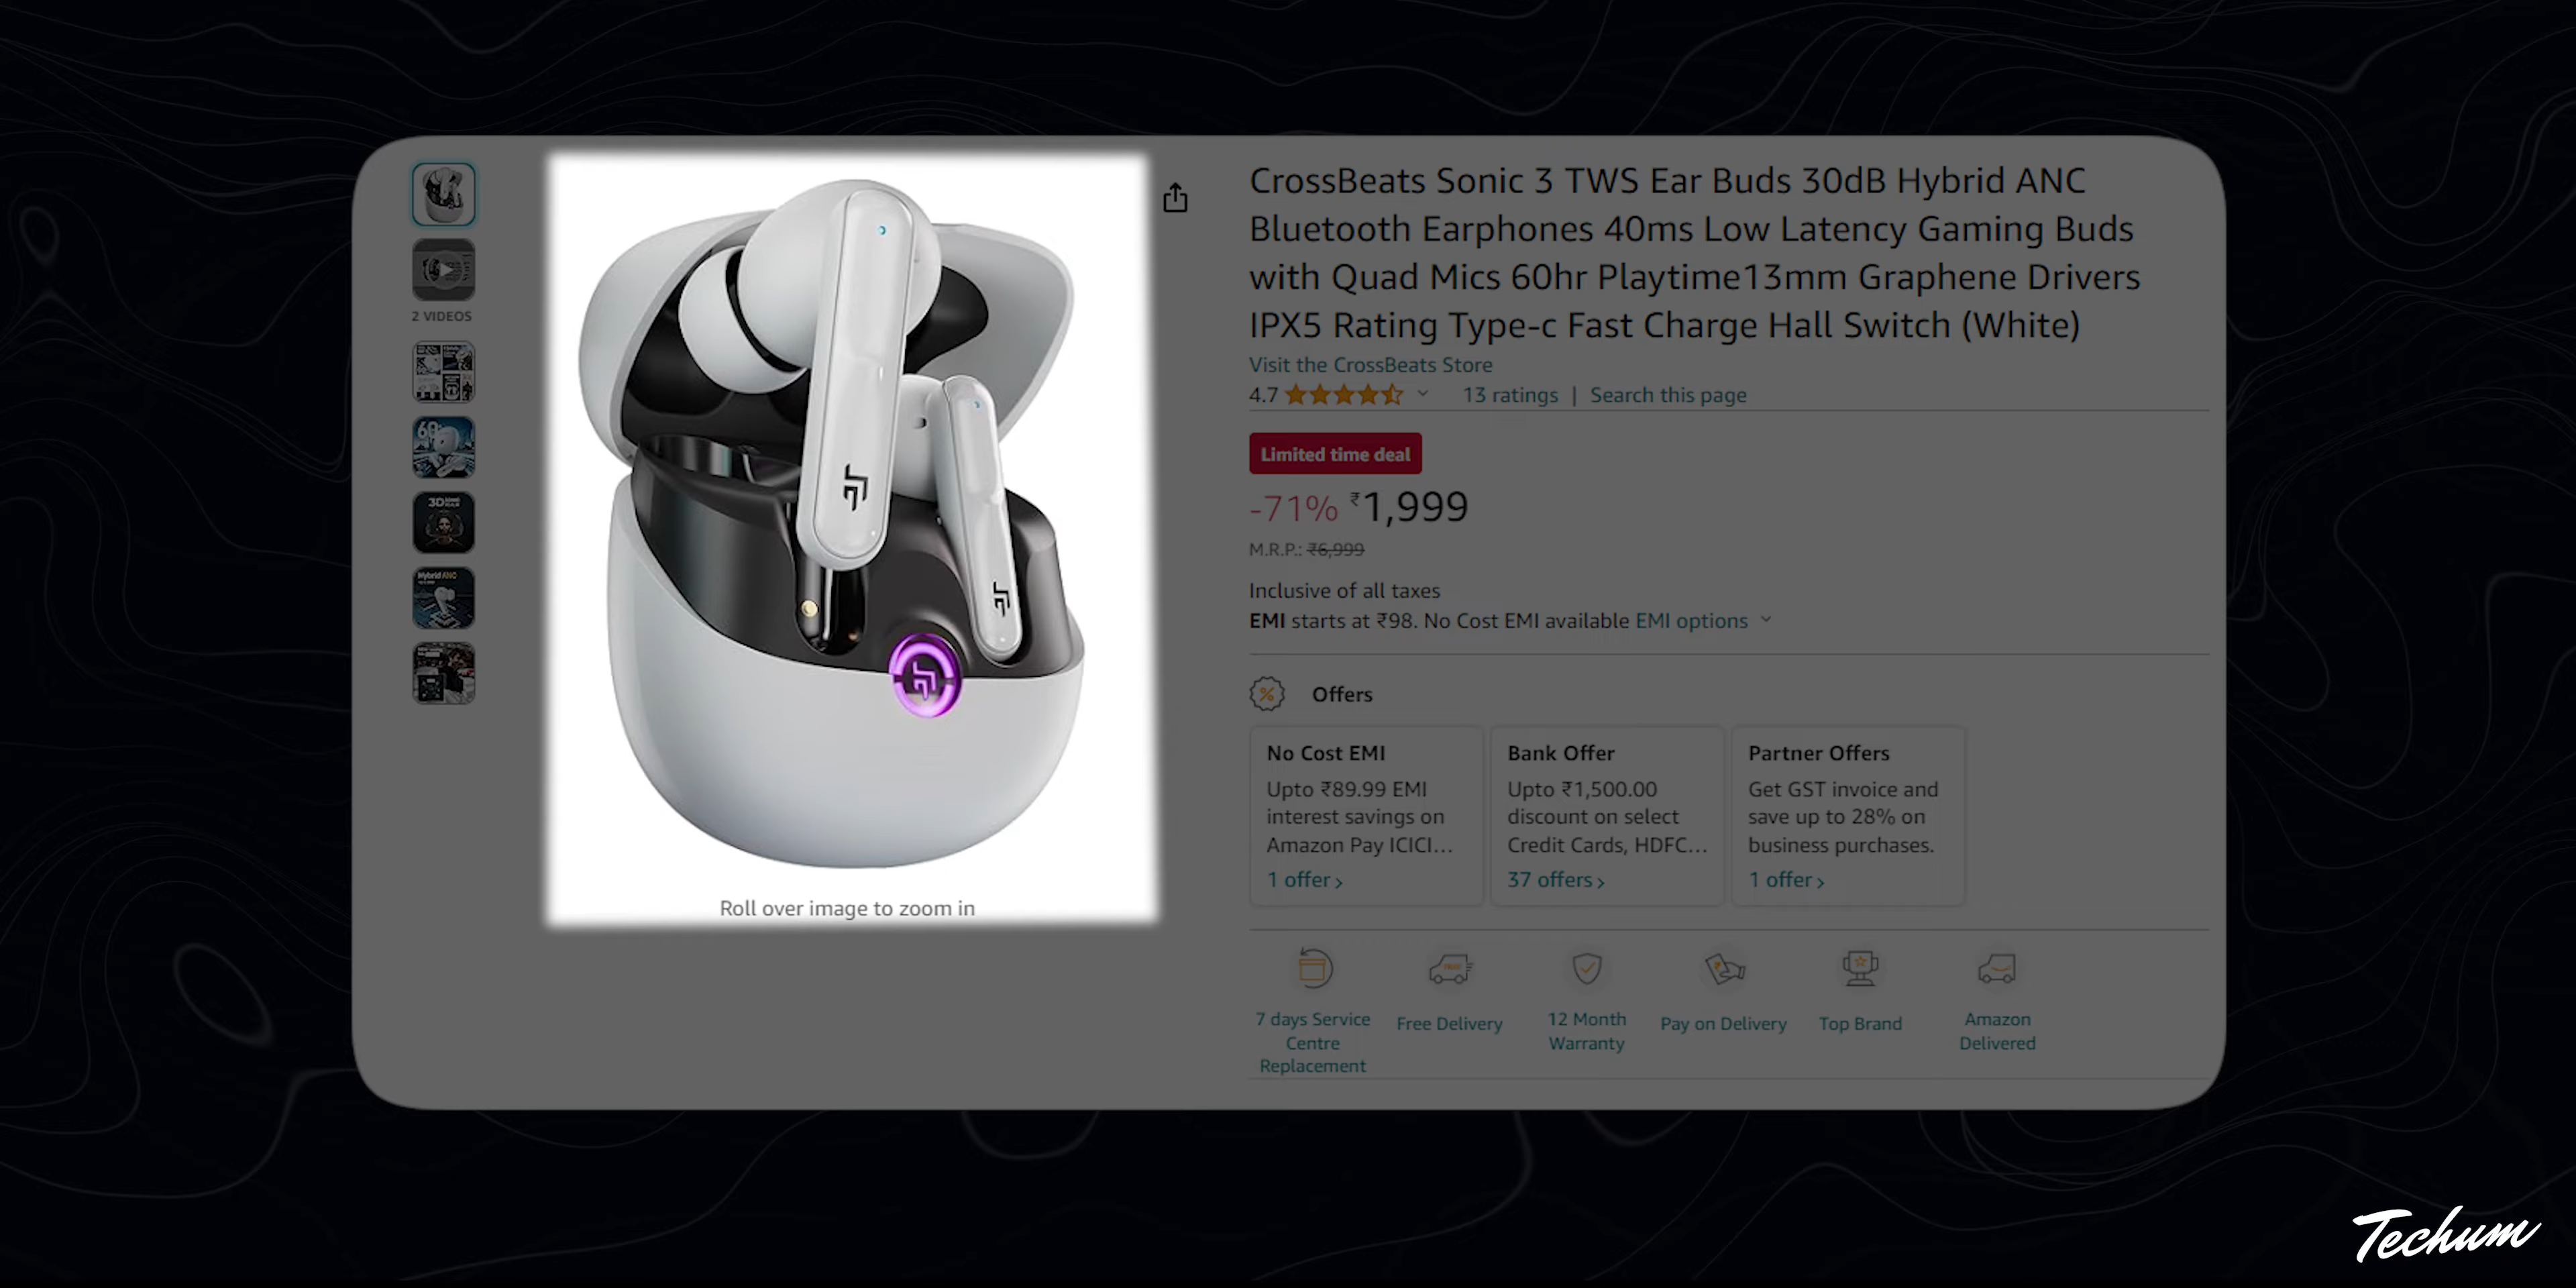 CrossBeats Sonic 3 TWS Ear Buds 30dB Hybrid ANC
Bluetooth Earphones 40ms Low Latency Gaming Buds
with Quad Mics 60hr Playtime13mm Graphene Drivers
IPX5 Rating Type-c Fast Charge Hall Switch (White)
Visit the CrossBeats Store
4.7 13 ratings | Search this page
Limited time deal
-71% ₹1,999
M.R.P.: ₹6,999
Inclusive of all taxes
EMI starts at ₹98. No Cost EMI available EMI options
Offers
No Cost EMI
Upto ₹89.99 EMI
interest savings on
Amazon Pay ICICI…
1 offer ›
Bank Offer
Upto ₹1,500.00
discount on select
Credit Cards, HDFC…
37 offers ›
Partner Offers
Get GST invoice and
save up to 28% on
business purchases.
1 offer ›
7 days Service
Centre
Replacement
Free Delivery
12 Month
Warranty
Pay on Delivery
Top Brand
Amazon
Delivered
2 VIDEOS
60
3D
Hybrid ANC
Roll over image to zoom in
Techum